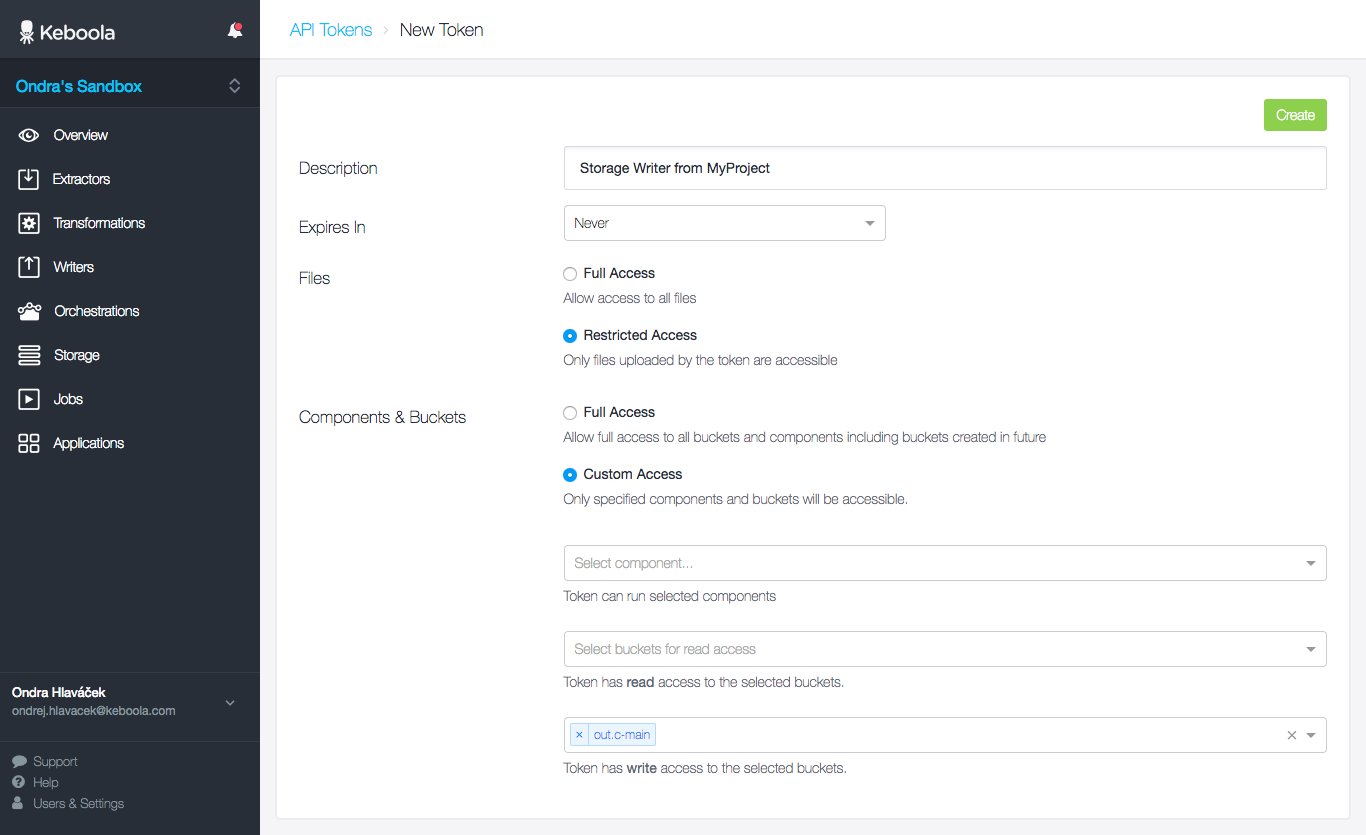 Keboola
Ondra's Sandbox
Overview
Extractors
Transformations
Writers
Orchestrations
Storage
Jobs
Applications
Ondra Hlaváček
ondrej.hlavacek@keboola.com
Support
Help
Users & Settings
API Tokens > New Token
Create
Description
Storage Writer from MyProject
Expires In
Never
Files
Full Access
Allow access to all files
Restricted Access
Only files uploaded by the token are accessible
Components & Buckets
Full Access
Allow full access to all buckets and components including buckets created in future
Custom Access
Only specified components and buckets will be accessible.
Select component...
Token can run selected components
Select buckets for read access
Token has read access to the selected buckets.
× out.c-main ×
Token has write access to the selected buckets.